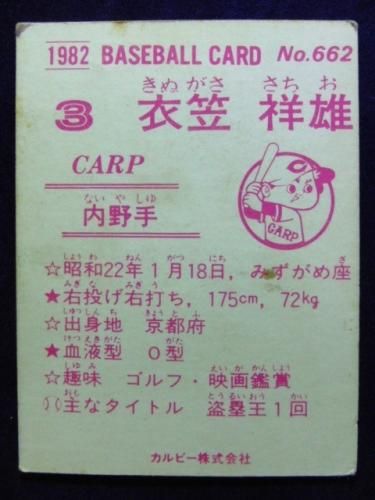 1982 BASEBALL CARD No.662
きぬ がさ さち お
3 衣笠 祥雄
CARP
C
CARP
ない や しゅ
内野手
しょう わ ねん がつ にち ざ
☆昭和22年1月18日, みずがめ座
みぎ な みぎ う
★右投げ右打ち, 175cm, 72kg
しゅっしん ち きょう と ふ
☆出身地 京都府
けつ えき がた がた
★血液型 O型
しゅ み えい が かん しょう
☆趣味 ゴルフ・映画鑑賞
おも とう るい おう かい
主なタイトル 盗塁王1回
カルビー株式会社